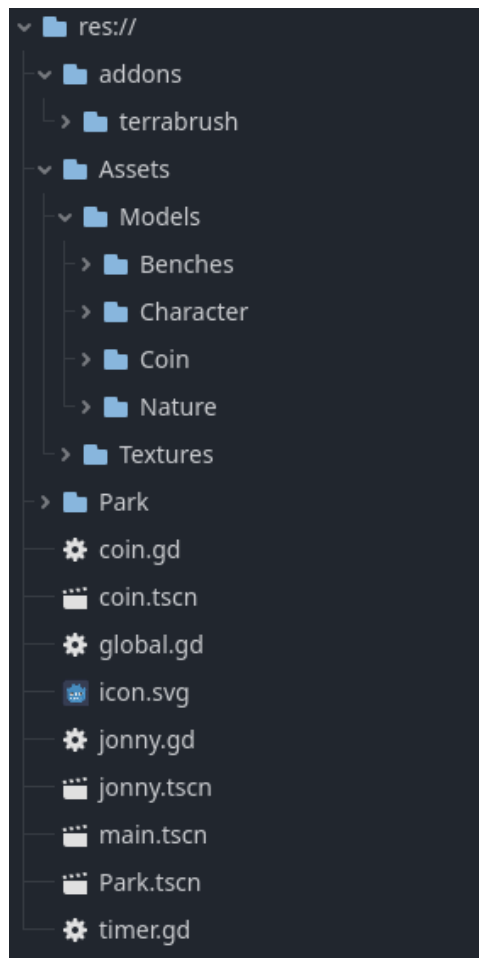 res://
addons
terrabrush
Assets
Models
Benches
Character
Coin
Nature
Textures
Park
coin.gd
coin.tscn
global.gd
icon.svg
jonny.gd
jonny.tscn
main.tscn
Park.tscn
timer.gd